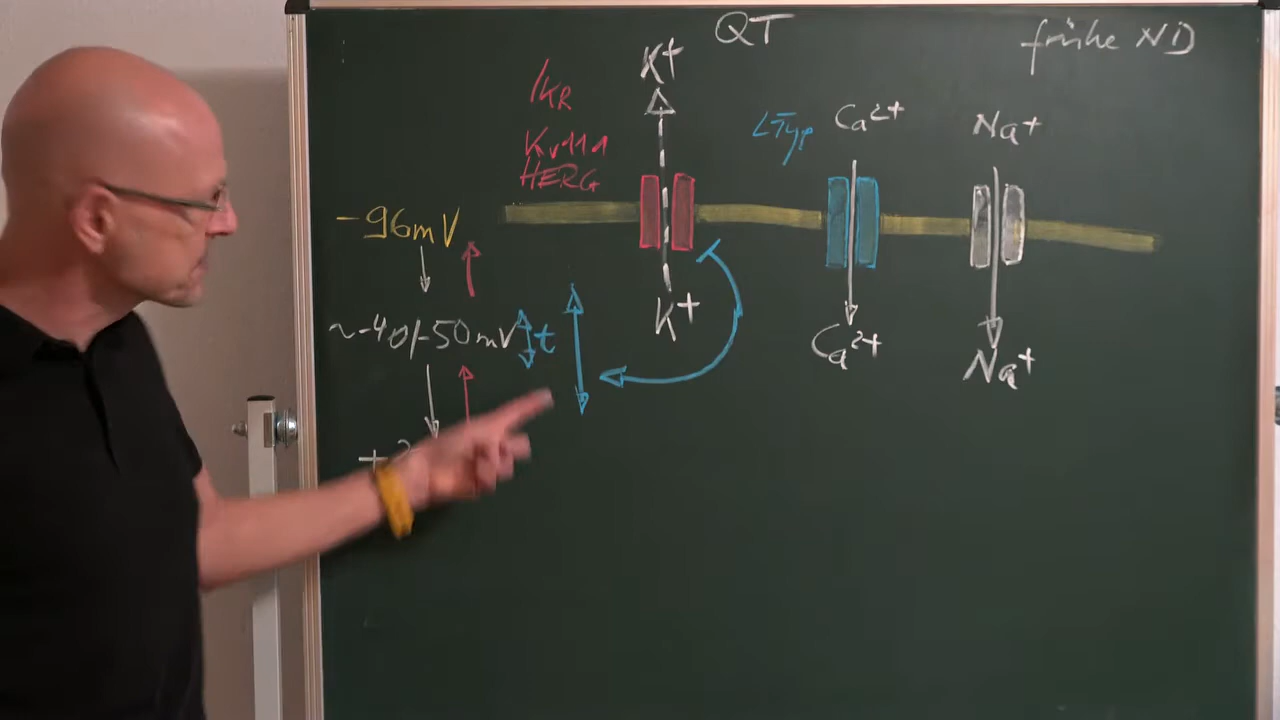 QT
frühe ND
K+
IKR
Kv11.1
HERG
L-Typ
Ca²+
Na+
-96mV
K+
~-40/-50mV
t
Ca²+
Na+